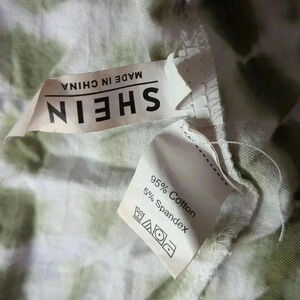 SHEIN
MADE IN CHINA
95% Cotton
5% Spandex